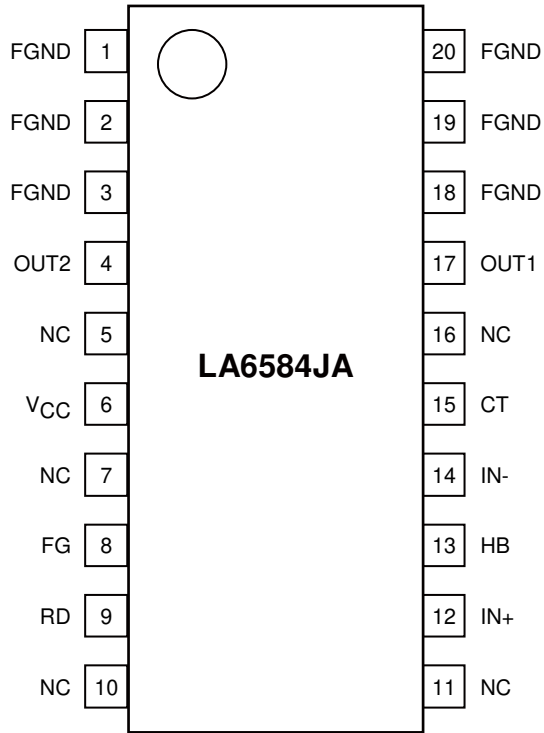 FGND 1 20 FGND
FGND 2 19 FGND
FGND 3 18 FGND
OUT2 4 17 OUT1
NC 5 16 NC
LA6584JA
VCC 6 15 CT
NC 7 14 IN-
FG 8 13 HB
RD 9 12 IN+
NC 10 11 NC